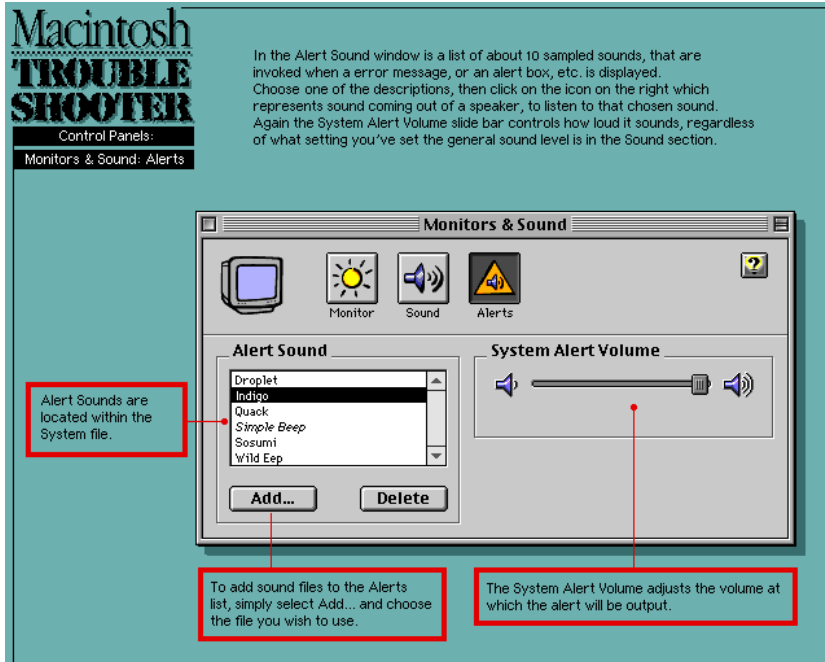 Macintosh
TROUBLE
SHOOTER
Control Panels:
Monitors & Sound: Alerts
In the Alert Sound window is a list of about 10 sampled sounds, that are
invoked when a error message, or an alert box, etc. is displayed.
Choose one of the descriptions, then click on the icon on the right which
represents sound coming out of a speaker, to listen to that chosen sound.
Again the System Alert Volume slide bar controls how loud it sounds, regardless
of what setting you've set the general sound level is in the Sound section.
Monitors & Sound
Monitor
Sound
Alerts
?
Alert Sound
Droplet
Indigo
Quack
Simple Beep
Sosumi
Wild Eep
Add...
Delete
System Alert Volume
Alert Sounds are
located within the
System file.
To add sound files to the Alerts
list, simply select Add... and choose
the file you wish to use.
The System Alert Volume adjusts the volume at
which the alert will be output.